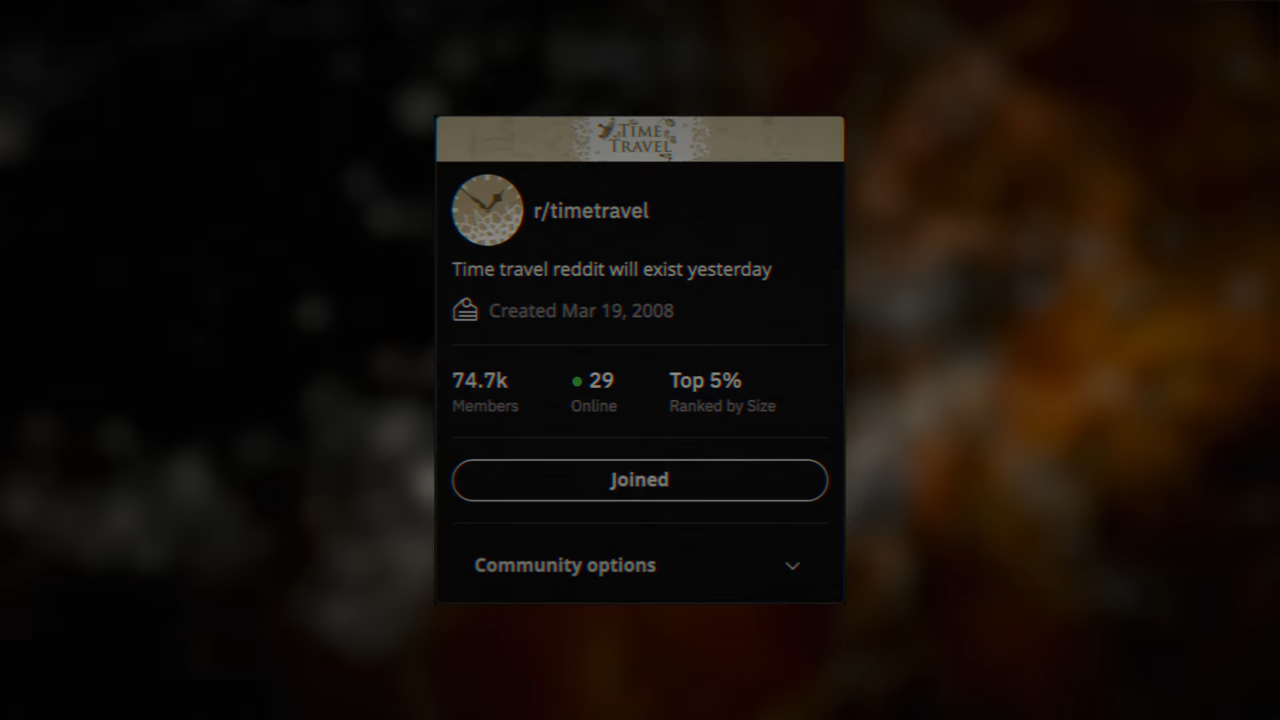 TIME
TRAVEL
r/timetravel
Time travel reddit will exist yesterday
Created Mar 19, 2008
74.7k 29 Top 5%
Members Online Ranked by Size
Joined
Community options